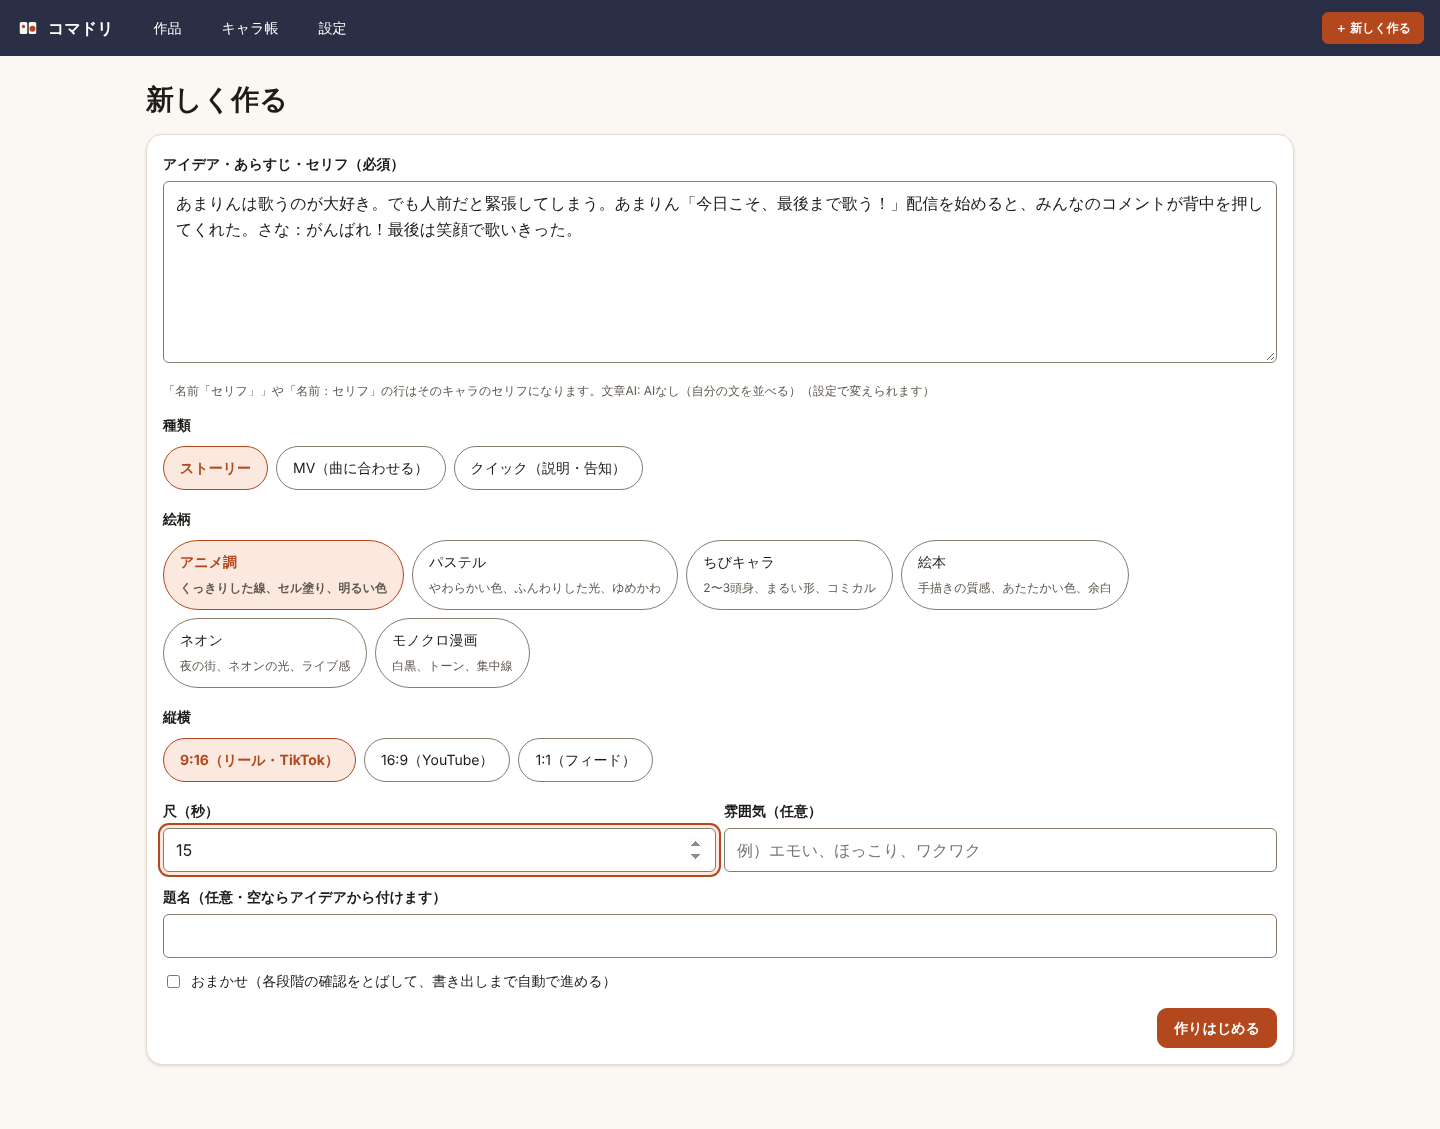 コマドリ
作品
キャラ帳
設定
+ 新しく作る
新しく作る
アイデア・あらすじ・セリフ（必須）
あまりんは歌うのが大好き。でも人前だと緊張してしまう。あまりん「今日こそ、最後まで歌う！」配信を始めると、みんなのコメントが背中を押し
てくれた。さな：がんばれ！最後は笑顔で歌いきった。
「名前「セリフ」」や「名前：セリフ」の行はそのキャラのセリフになります。文章AI: AIなし（自分の文を並べる）（設定で変えられます）
種類
ストーリー
MV（曲に合わせる）
クイック（説明・告知）
絵柄
アニメ調
くっきりした線、セル塗り、明るい色
パステル
やわらかい色、ふんわりした光、ゆめかわ
ちびキャラ
2〜3頭身、まるい形、コミカル
絵本
手描きの質感、あたたかい色、余白
ネオン
夜の街、ネオンの光、ライブ感
モノクロ漫画
白黒、トーン、集中線
縦横
9:16（リール・TikTok）
16:9（YouTube）
1:1（フィード）
尺（秒）
15
雰囲気（任意）
例）エモい、ほっこり、ワクワク
題名（任意・空ならアイデアから付けます）
おまかせ（各段階の確認をとばして、書き出しまで自動で進める）
作りはじめる